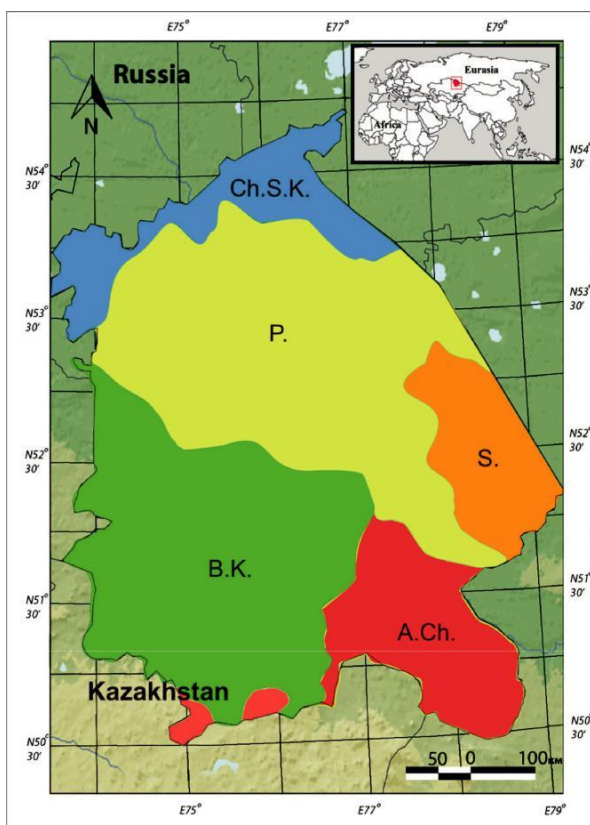 E75° E77°
Russia
N
Eurasia
Africa
N54° 30'
N54° 30'
Ch.S.K.
N53° 30'
N53° 30'
P.
N52° 30'
N52° 30'
S.
B.K.
N51° 30'
N51° 30'
A.Ch.
Kazakhstan
N50° 30'
N50° 30'
50 0 100км
E75° E77° E79°